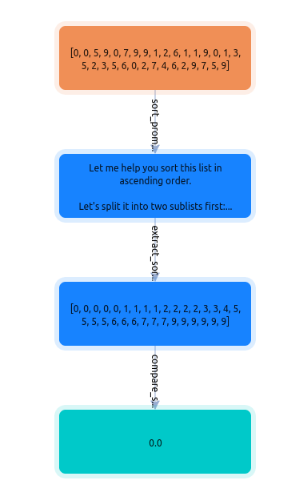 [0, 0, 5, 9, 0, 7, 9, 9, 1, 2, 6, 1, 1, 9, 0, 1, 3,
5, 2, 3, 5, 6, 0, 2, 7, 4, 6, 2, 9, 7, 5, 9]
sort_promp...
Let me help you sort this list in
ascending order.
Let's split it into two sublists first:...
extract_sort...
[0, 0, 0, 0, 0, 1, 1, 1, 1, 2, 2, 2, 2, 3, 3, 4, 5,
5, 5, 5, 6, 6, 6, 7, 7, 7, 9, 9, 9, 9, 9, 9]
compare_s...
0.0